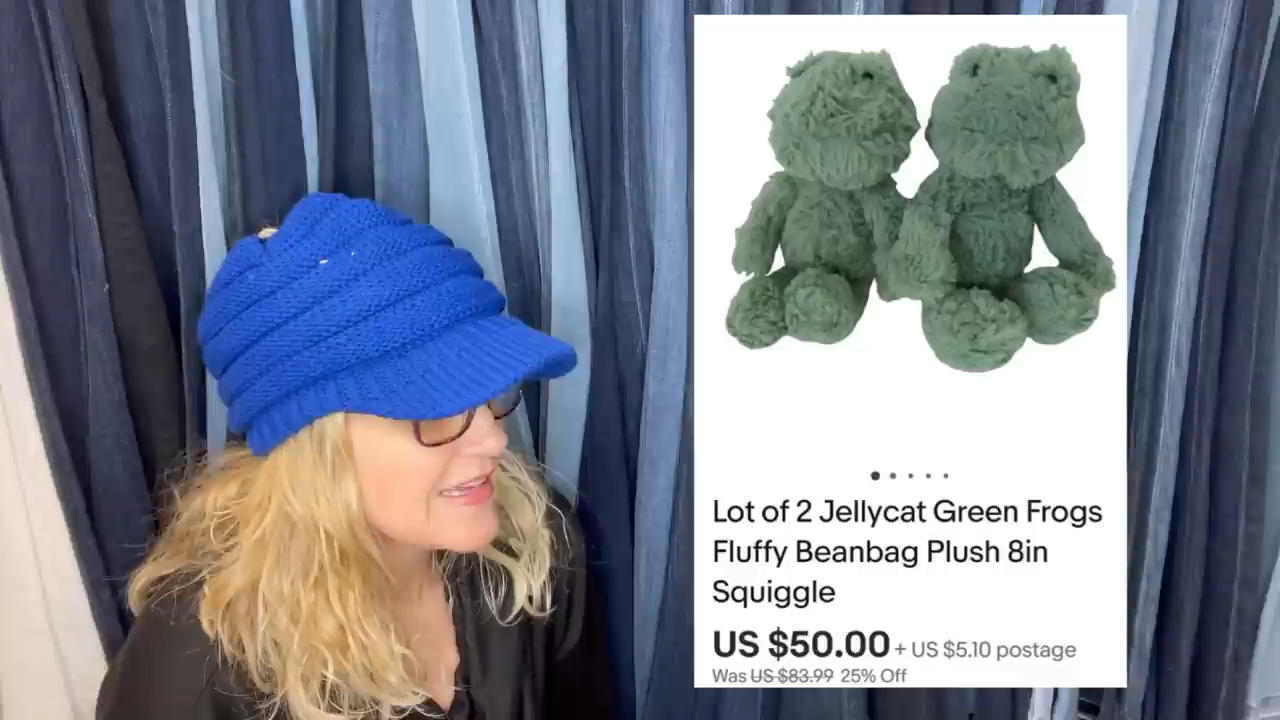 Lot of 2 Jellycat Green Frogs
Fluffy Beanbag Plush 8in
Squiggle
US $50.00 + US $5.10 postage
Was US $83.99 25% Off